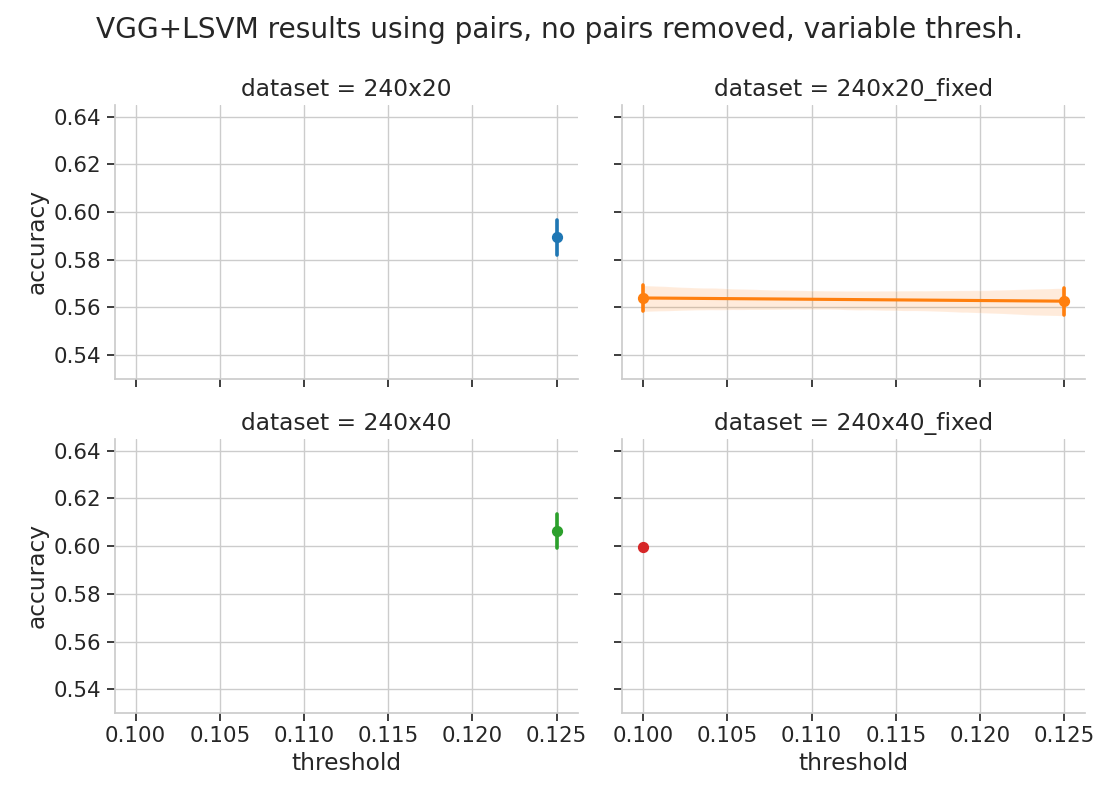 VGG+LSVM results using pairs, no pairs removed, variable thresh.
dataset = 240x20
dataset = 240x20_fixed
0.64
0.62
0.60
0.58
0.56
0.54
accuracy
dataset = 240x40
dataset = 240x40_fixed
0.64
0.62
0.60
0.58
0.56
0.54
accuracy
0.100 0.105 0.110 0.115 0.120 0.125
0.100 0.105 0.110 0.115 0.120 0.125
threshold
threshold